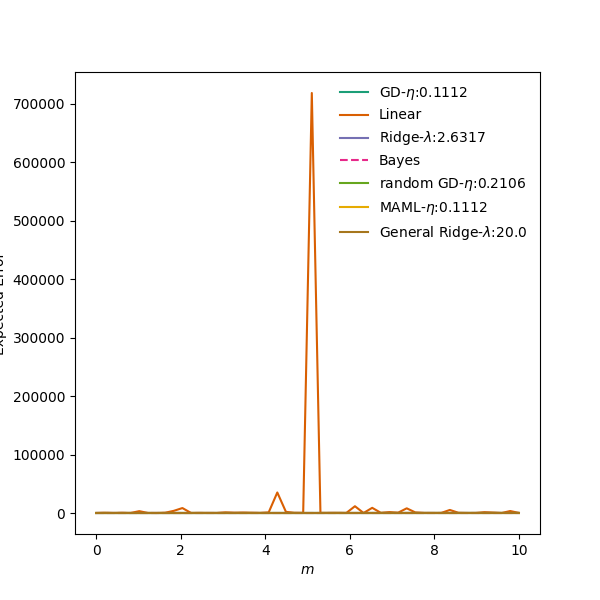 GD-η:0.1112
Linear
Ridge-λ:2.6317
Bayes
random GD-η:0.2106
MAML-η:0.1112
General Ridge-λ:20.0
700000
600000
500000
400000
300000
200000
100000
0
0 2 4 6 8 10
m